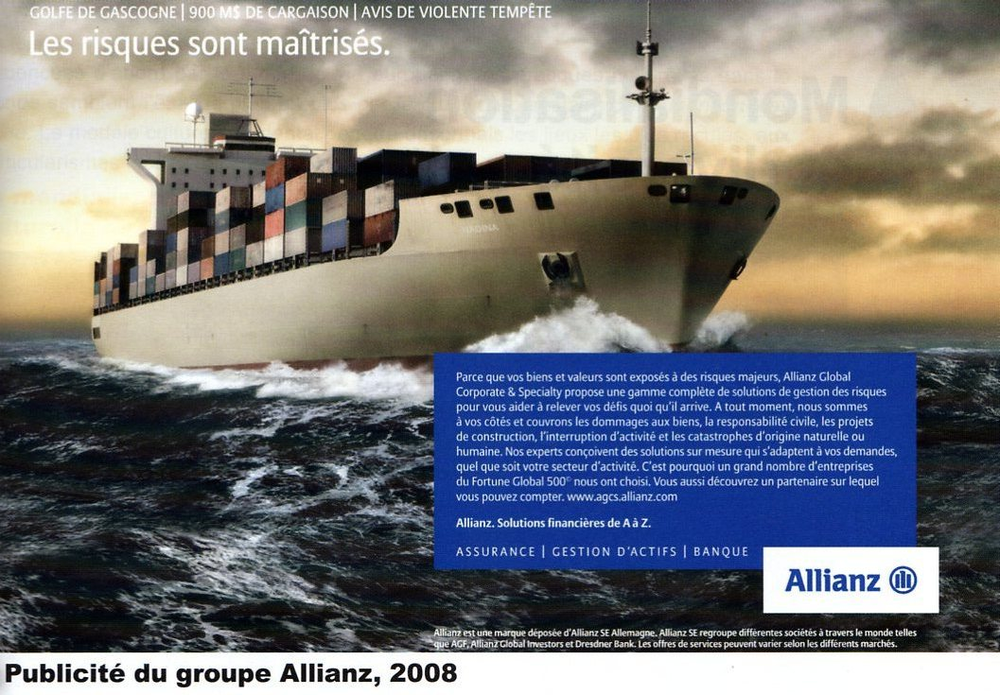 GOLFE DE GASCOGNE | 900 M$ DE CARGAISON | AVIS DE VIOLENTE TEMPÊTE
Les risques sont maîtrisés.
Mondialisation
Parce que vos biens et valeurs sont exposés à des risques majeurs, Allianz Global
Corporate & Specialty propose une gamme complète de solutions de gestion des risques
pour vous aider à relever vos défis quoi qu'il arrive. A tout moment, nous sommes
à vos côtés et couvrons les dommages aux biens, la responsabilité civile, les projets
de construction, l'interruption d'activité et les catastrophes d'origine naturelle ou
humaine. Nos experts conçoivent des solutions sur mesure qui s'adaptent à vos demandes,
quel que soit votre secteur d'activité. C'est pourquoi un grand nombre d'entreprises
du Fortune Global 500© nous ont choisi. Vous aussi découvrez un partenaire sur lequel
vous pouvez compter. www.agcs.allianz.com
Allianz. Solutions financières de A à Z.
ASSURANCE | GESTION D'ACTIFS | BANQUE
Allianz
Allianz est une marque déposée d'Allianz SE Allemagne. Allianz SE regroupe différentes sociétés à travers le monde telles
que AGF, Allianz Global Investors et Dresdner Bank. Les offres de services peuvent varier selon les différents marchés.
Publicité du groupe Allianz, 2008